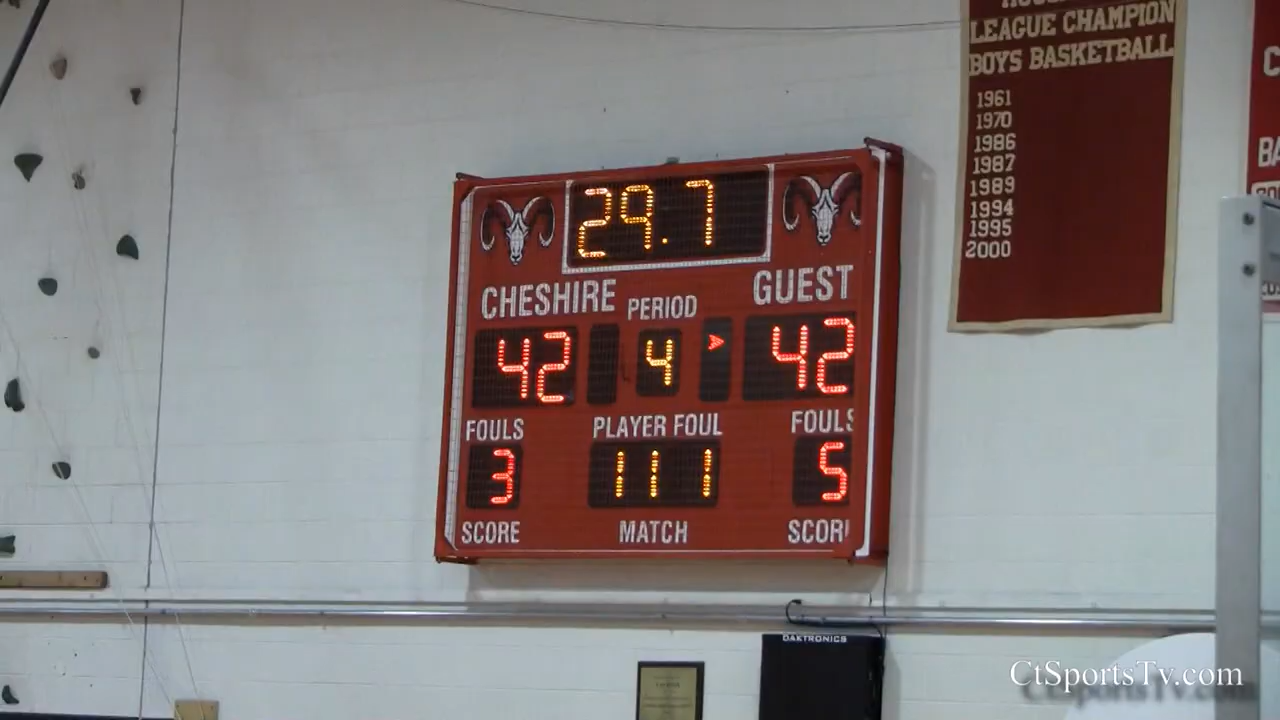 LEAGUE CHAMPION
BOYS BASKETBALL
1961
1970
1986
1987
1989
1994
1995
2000
29.7
CHESHIRE PERIOD GUEST
42 4 42
FOULS PLAYER FOUL FOULS
3 11 1 5
SCORE MATCH SCOR
DAKTRONICS
CtSportsTv.com